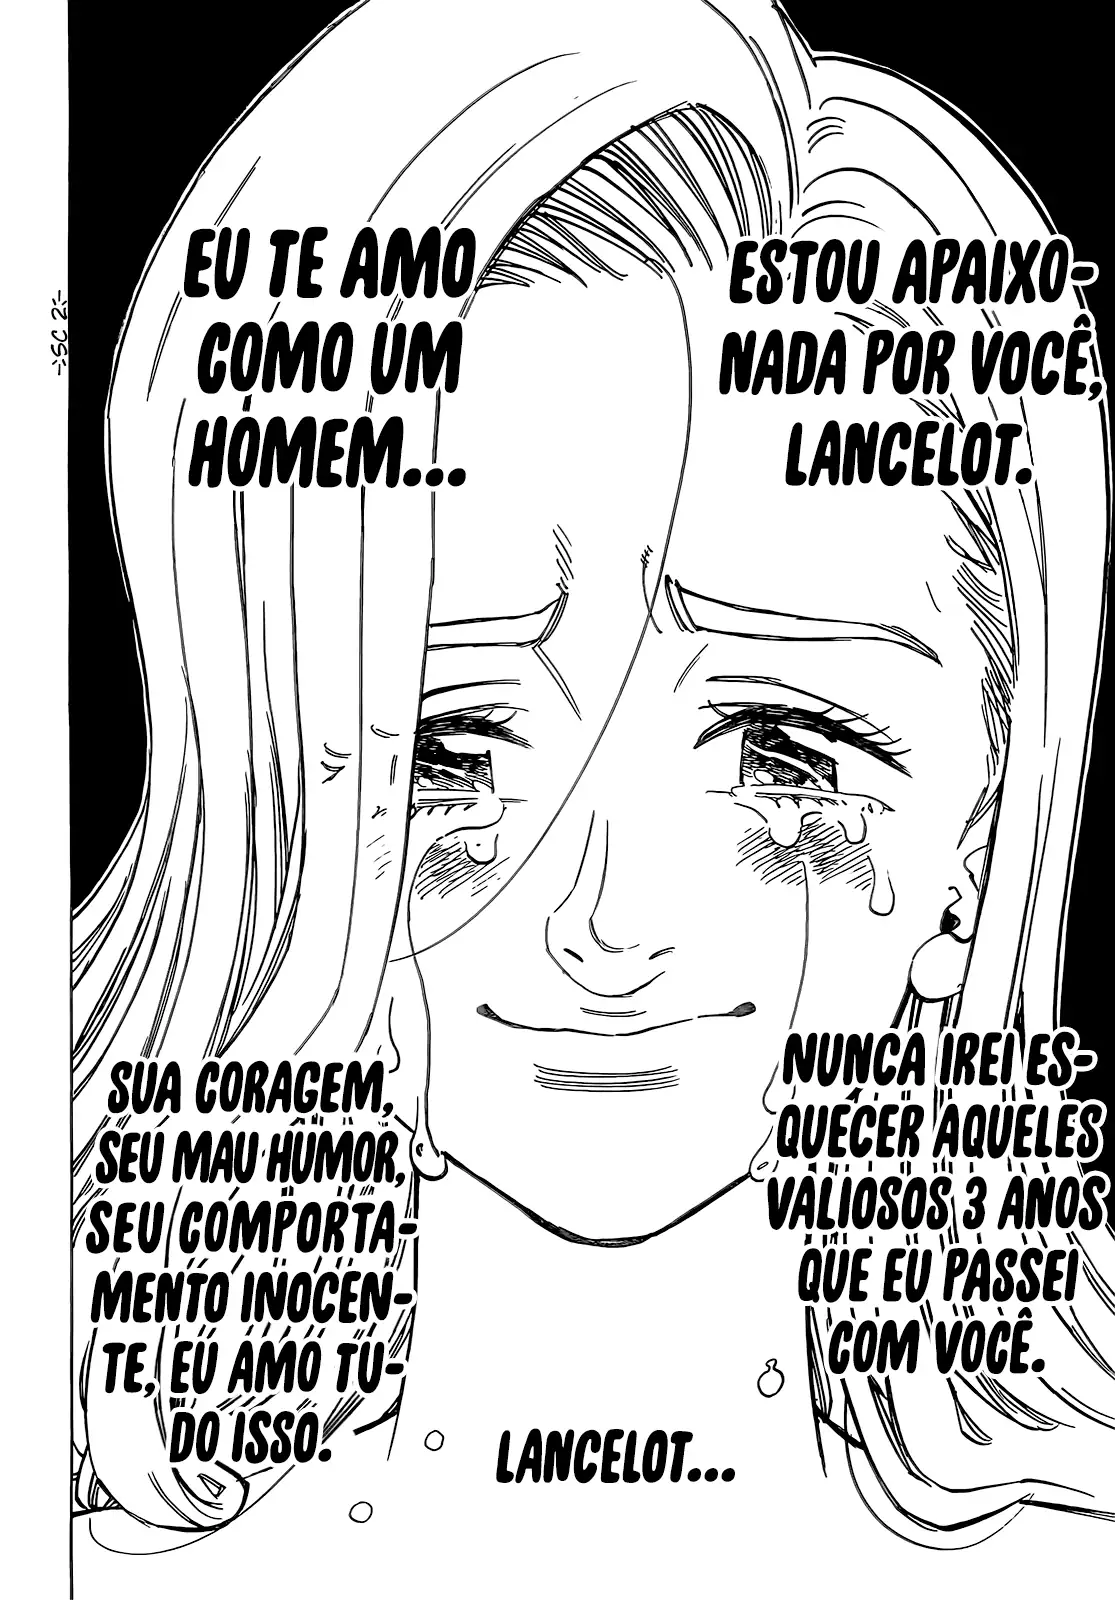 ESTOU APAIXO-
NADA POR VOCÊ,
LANCELOT.
EU TE AMO
COMO UM
HOMEM...
NUNCA IREI ES-
QUECER AQUELES
VALIOSOS 3 ANOS
QUE EU PASSEI
COM VOCÊ.
SUA CORAGEM,
SEU MAU HUMOR,
SEU COMPORTA-
MENTO INOCEN-
TE, EU AMO TU-
DO ISSO.
LANCELOT...
SC 2